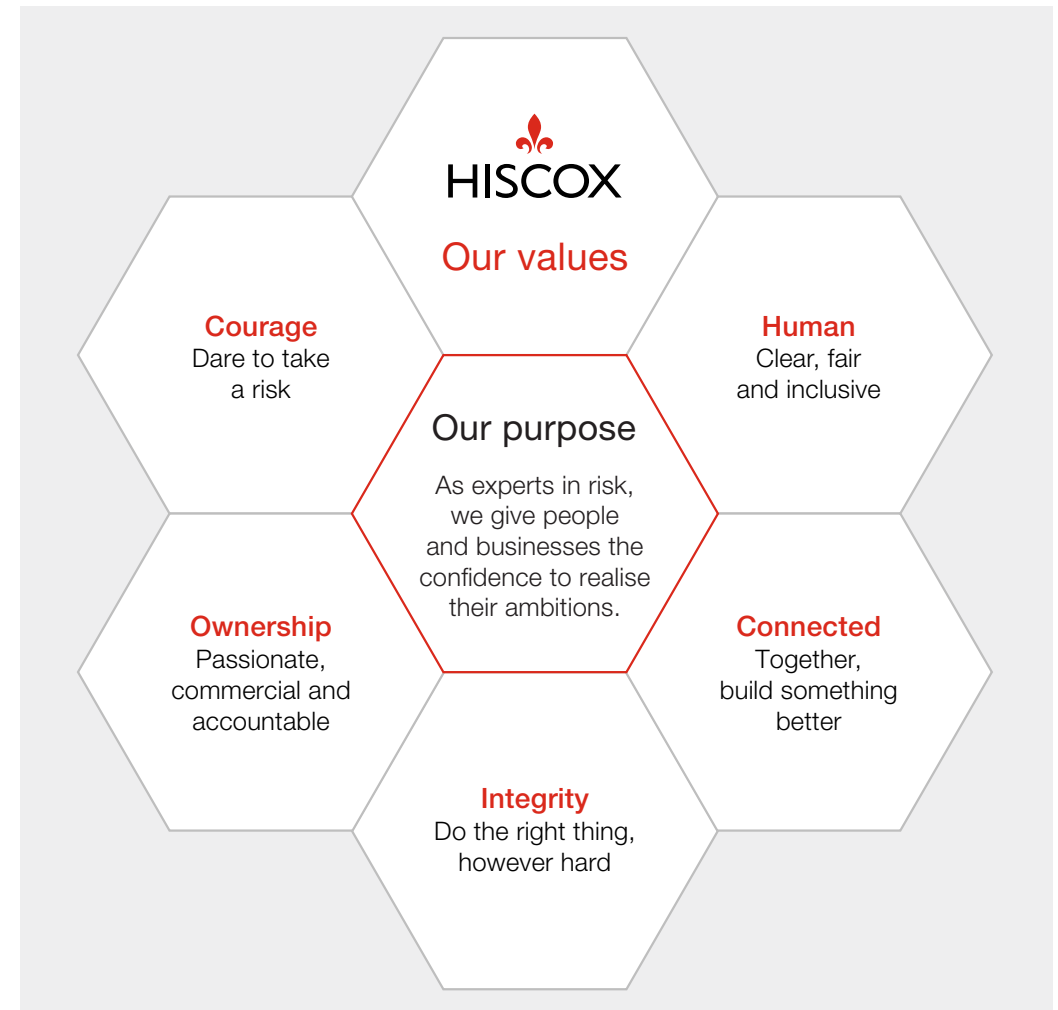 HISCOX
Our values
Courage
Dare to take
a risk
Human
Clear, fair
and inclusive
Our purpose
As experts in risk,
we give people
and businesses the
confidence to realise
their ambitions.
Ownership
Passionate,
commercial and
accountable
Connected
Together,
build something
better
Integrity
Do the right thing,
however hard